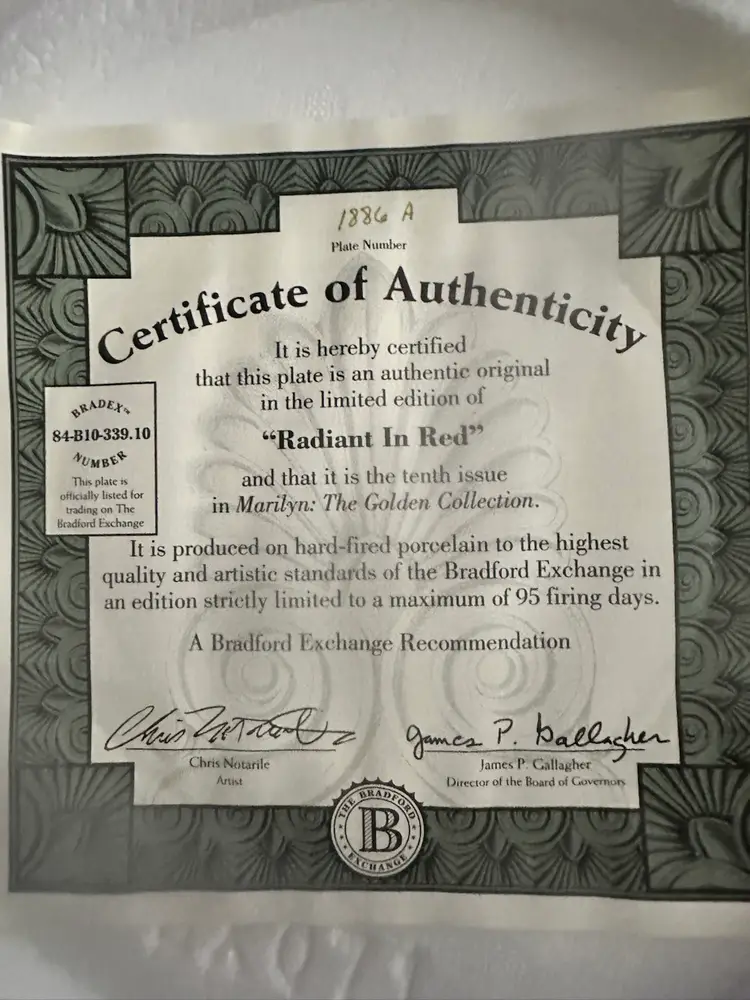 1886 A
Plate Number
Certificate of Authenticity
It is hereby certified
that this plate is an authentic original
in the limited edition of
“Radiant In Red”
and that it is the tenth issue
in Marilyn: The Golden Collection.
BRADEX™
84-B10-339.10
NUMBER
This plate is
officially listed for
trading on The
Bradford Exchange
It is produced on hard-fired porcelain to the highest
quality and artistic standards of the Bradford Exchange in
an edition strictly limited to a maximum of 95 firing days.
A Bradford Exchange Recommendation
Chris Notarile
James P. Gallagher
Chris Notarile
Artist
James P. Gallagher
Director of the Board of Governors
THE BRADFORD
B
EXCHANGE